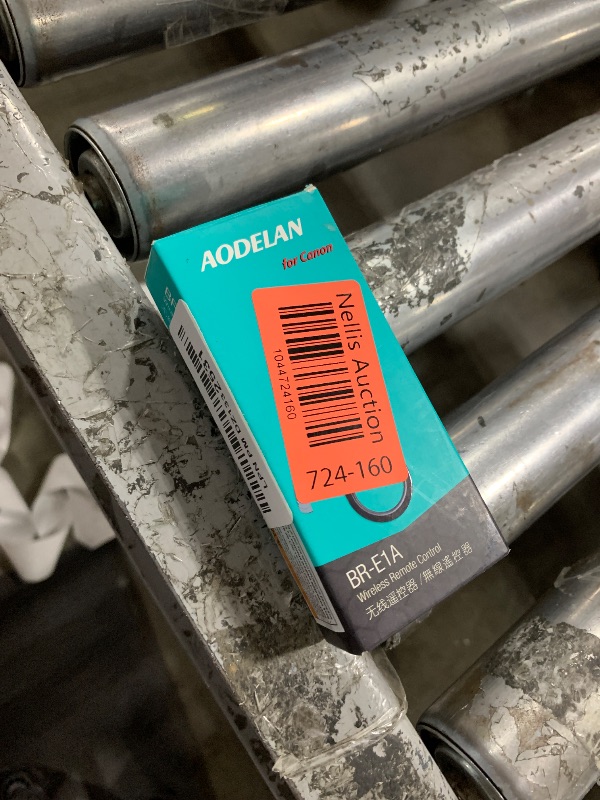 AODELAN
for Canon
Nellis Auction
1044724160
724-160
BR-E1A
Wireless Remote Control
无线遥控器/無線遙控器